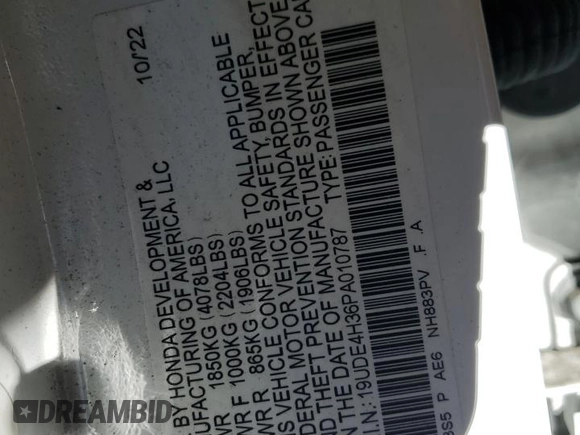 10/22
. BY HONDA DEVELOPMENT &
UFACTURING OF AMERICA, LLC
WR 1850KG (4078LBS)
WR F 1000KG (2204LBS)
WR R 865KG (1906LBS)
S VEHICLE CONFORMS TO ALL APPLICABLE
DERAL MOTOR VEHICLE SAFETY, BUMPER,
THEFT PREVENTION STANDARDS IN EFFECT
N THE DATE OF MANUFACTURE SHOWN ABOVE
I.N.: 19UDE4H36PA010787 TYPE: PASSENGER CA
BS5 P AE6 NH883PV .F .A
DREAMBID